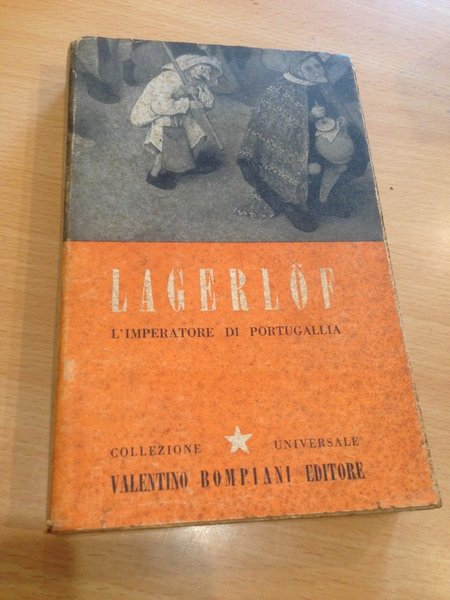 LAGERLÖF
L'IMPERATORE DI PORTUGALLIA
COLLEZIONE UNIVERSALE
VALENTINO BOMPIANI EDITORE